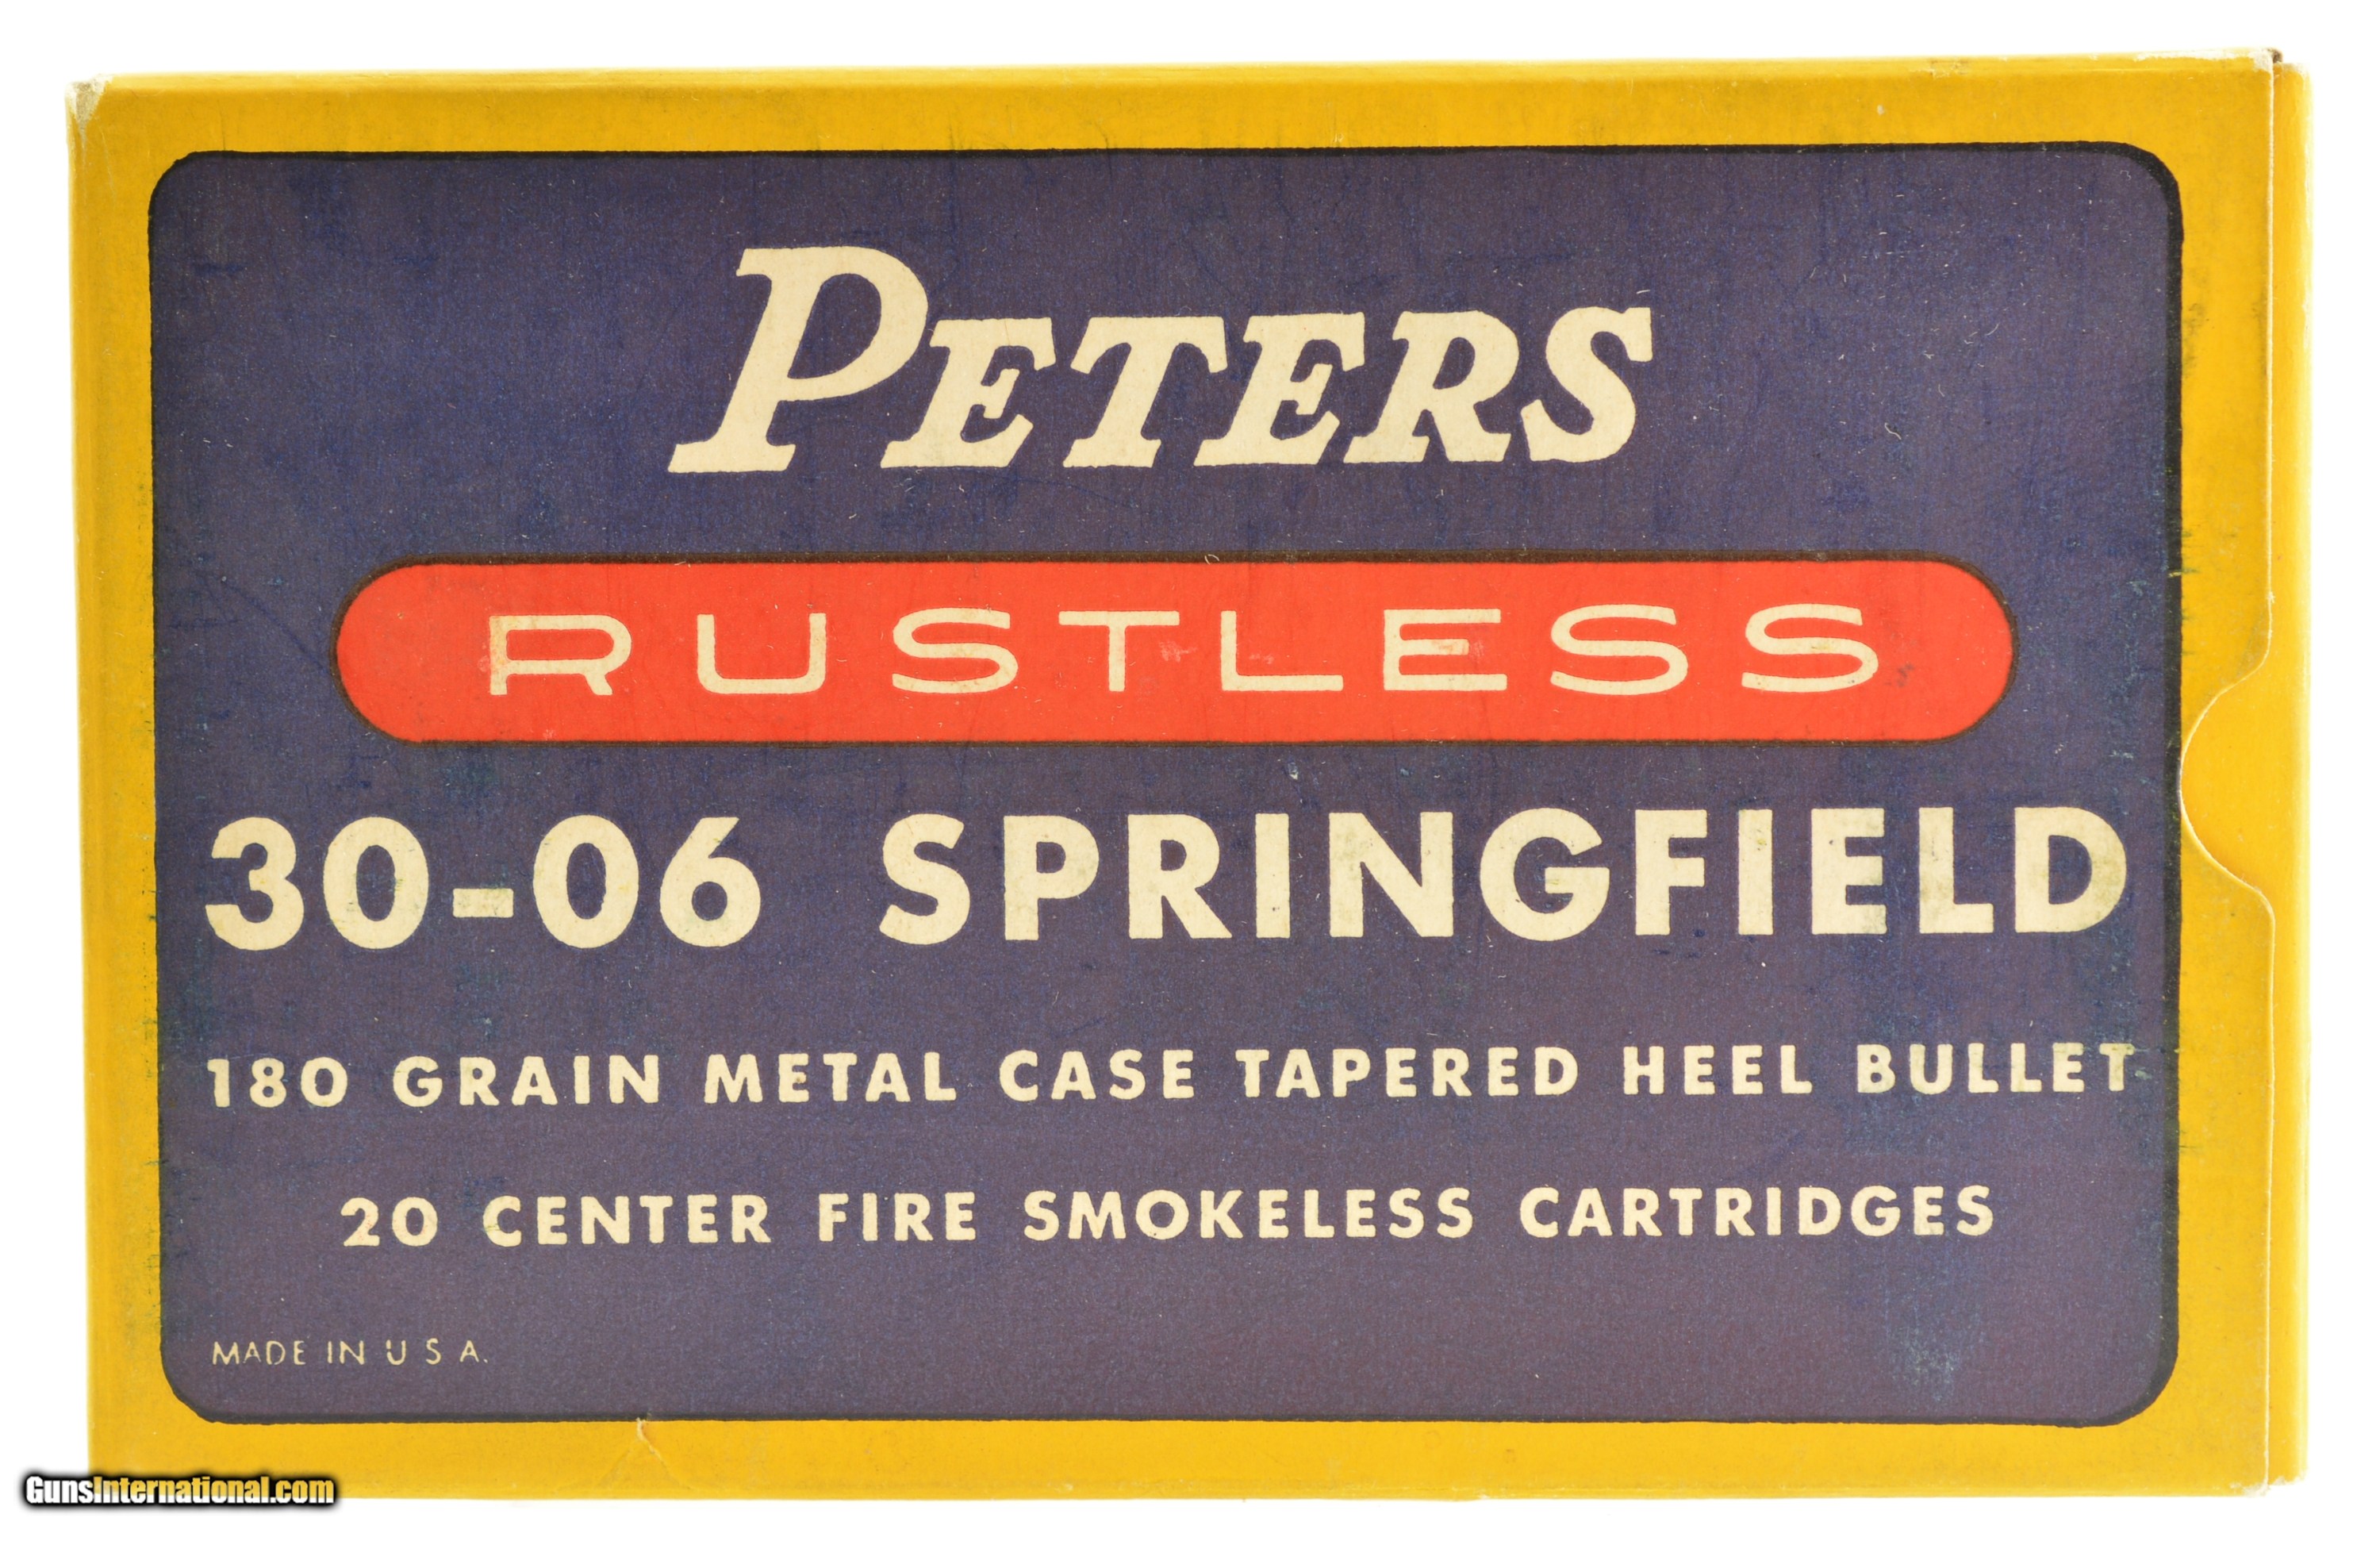 PETERS
RUSTLESS
30-06 SPRINGFIELD
180 GRAIN METAL CASE TAPERED HEEL BULLET
20 CENTER FIRE SMOKELESS CARTRIDGES
MADE IN U S A.
GunsInternational.com